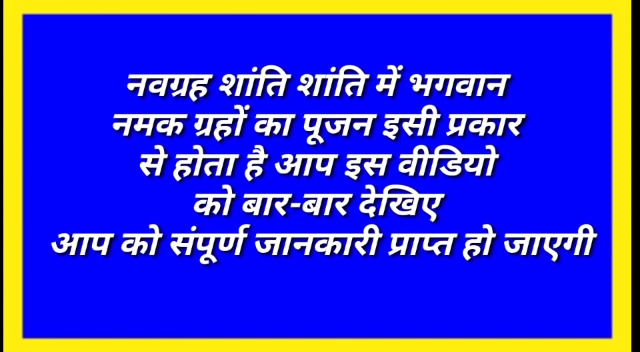 नवग्रह शांति शांति में भगवान
नमक ग्रहों का पूजन इसी प्रकार
से होता है आप इस वीडियो
को बार-बार देखिए
आप को संपूर्ण जानकारी प्राप्त हो जाएगी